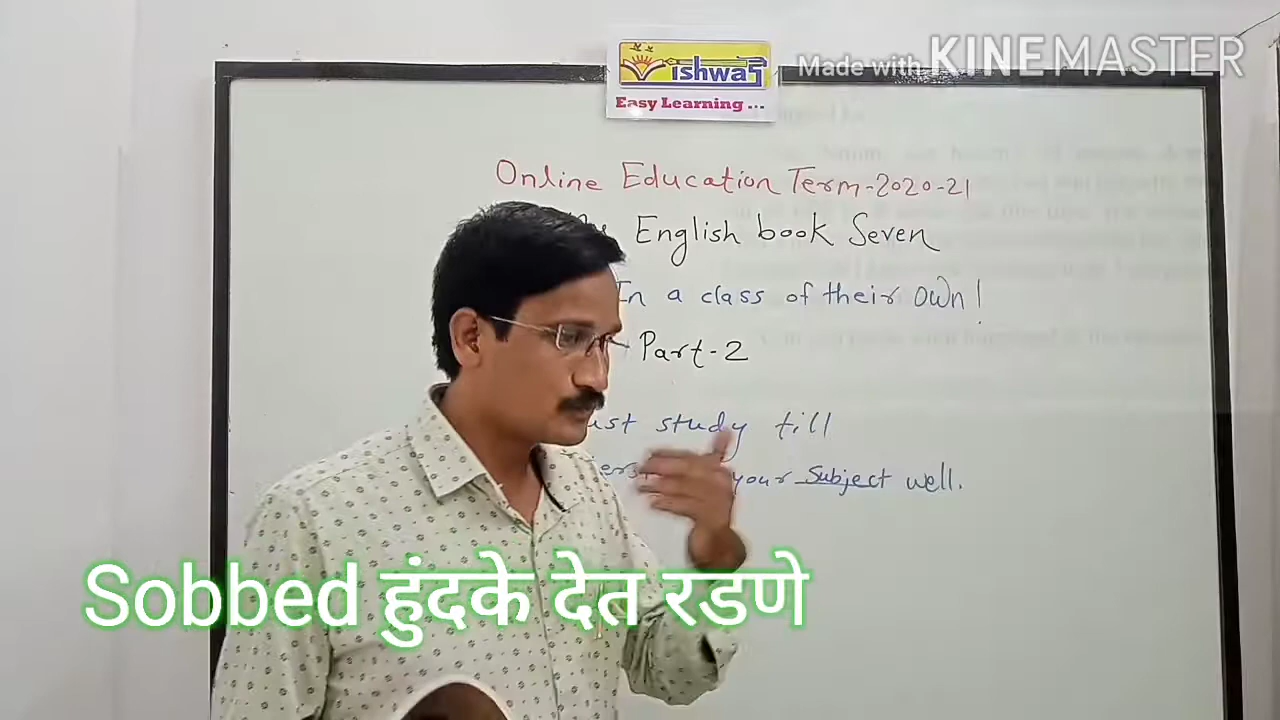 ishwa
Easy Learning ...
Made with KINEMASTER
Online Education Term-2020-21
English book Seven
In a class of their own!
Part-2
study till
your subject well.
Sobbed हुंदके देत रडणे